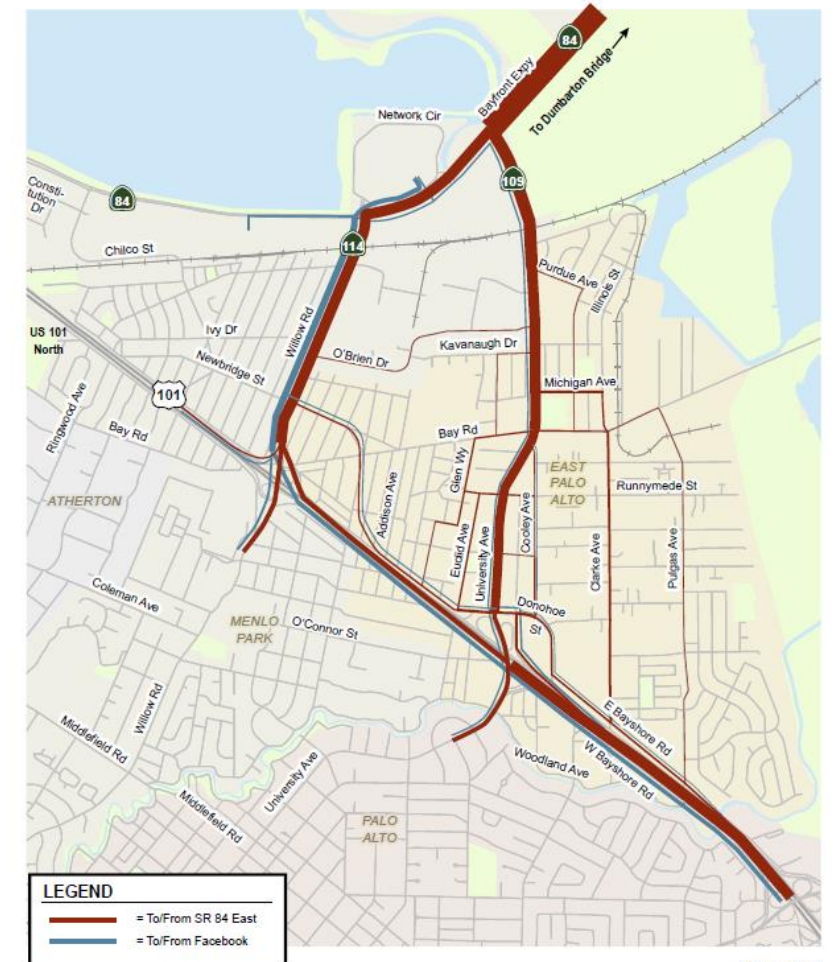 84
Bayfront Expy
To Dumbarton Bridge
Network Cir
109
Consti-
tution
Dr
84
114
Chilco St
Purdue Ave
Illinois St
US 101
North
Ivy Dr
Willow Rd
Kavanaugh Dr
O'Brien Dr
Newbridge St
Michigan Ave
101
Ringwood Ave
Bay Rd
Bay Rd
Glen Wy
EAST
PALO
ALTO
Runnymede St
ATHERTON
Addison Ave
Euclid Ave
University Ave
Cooley Ave
Clarke Ave
Pulgas Ave
Coleman Ave
Donohoe
St
MENLO
PARK
O'Connor St
Willow Rd
E Bayshore Rd
Middlefield Rd
W Bayshore Rd
University Ave
Woodland Ave
Middlefield Rd
PALO
ALTO
LEGEND
= To/From SR 84 East
= To/From Facebook